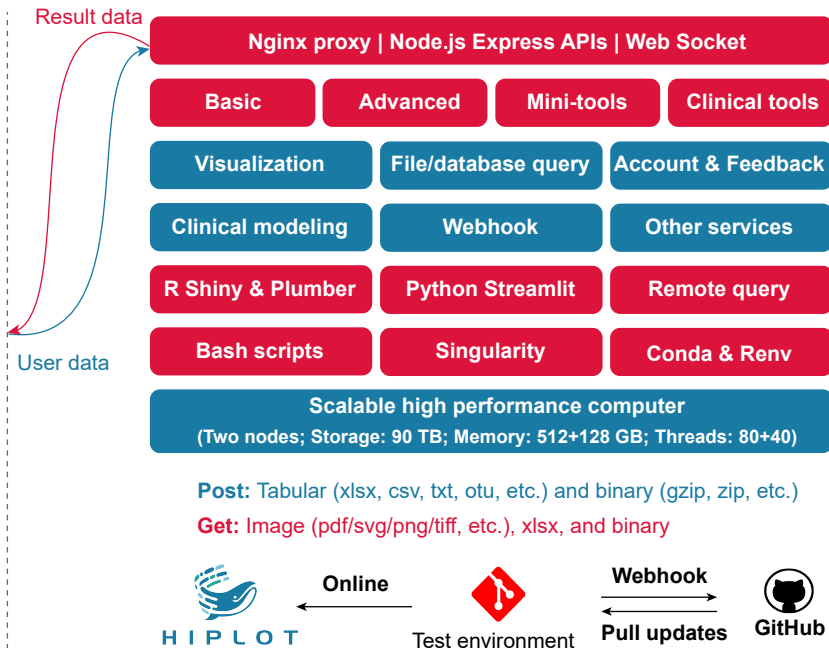 Result data
Nginx proxy | Node.js Express APIs | Web Socket
Basic
Advanced
Mini-tools
Clinical tools
Visualization
File/database query
Account & Feedback
Clinical modeling
Webhook
Other services
R Shiny & Plumber
Python Streamlit
Remote query
User data
Bash scripts
Singularity
Conda & Renv
Scalable high performance computer
(Two nodes; Storage: 90 TB; Memory: 512+128 GB; Threads: 80+40)
Post: Tabular (xlsx, csv, txt, otu, etc.) and binary (gzip, zip, etc.)
Get: Image (pdf/svg/png/tiff, etc.), xlsx, and binary
Online
Webhook
HIPLOT
Test environment
Pull updates
GitHub